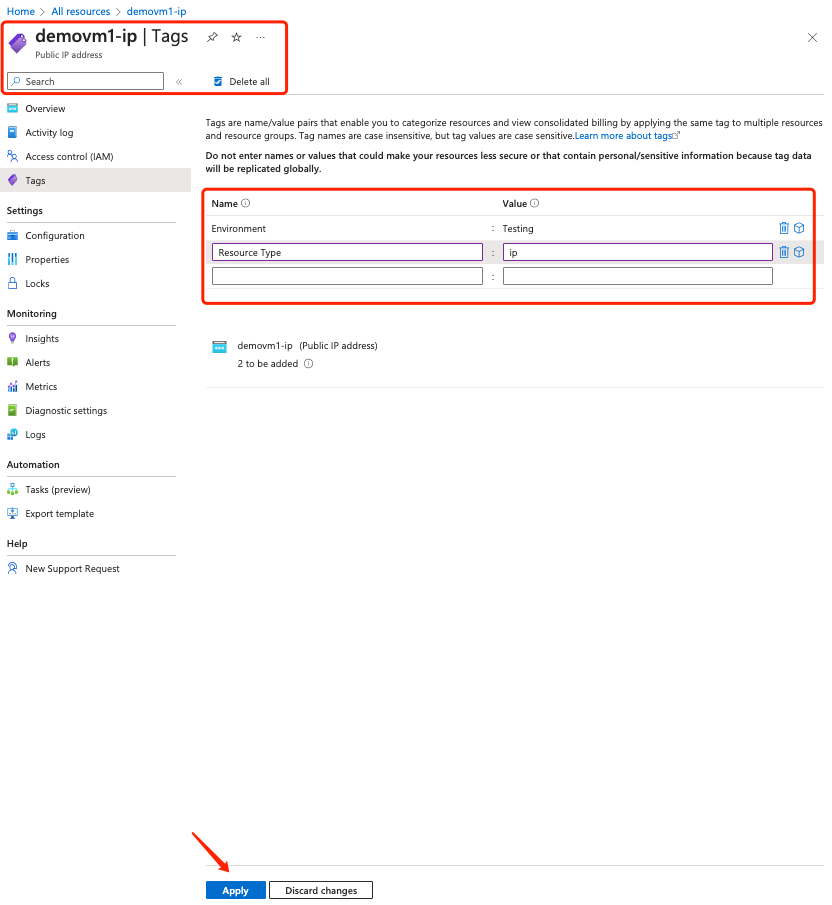 Home > All resources > demovm1-ip
demovm1-ip | Tags
Public IP address
Search
Delete all
Overview
Activity log
Access control (IAM)
Tags
Settings
Configuration
Properties
Locks
Monitoring
Insights
Alerts
Metrics
Diagnostic settings
Logs
Automation
Tasks (preview)
Export template
Help
New Support Request
Tags are name/value pairs that enable you to categorize resources and view consolidated billing by applying the same tag to multiple resources
and resource groups. Tag names are case insensitive, but tag values are case sensitive.Learn more about tags
Do not enter names or values that could make your resources less secure or that contain personal/sensitive information because tag data
will be replicated globally.
Name Value
Environment : Testing
Resource Type : ip
:
demovm1-ip (Public IP address)
2 to be added
Apply Discard changes